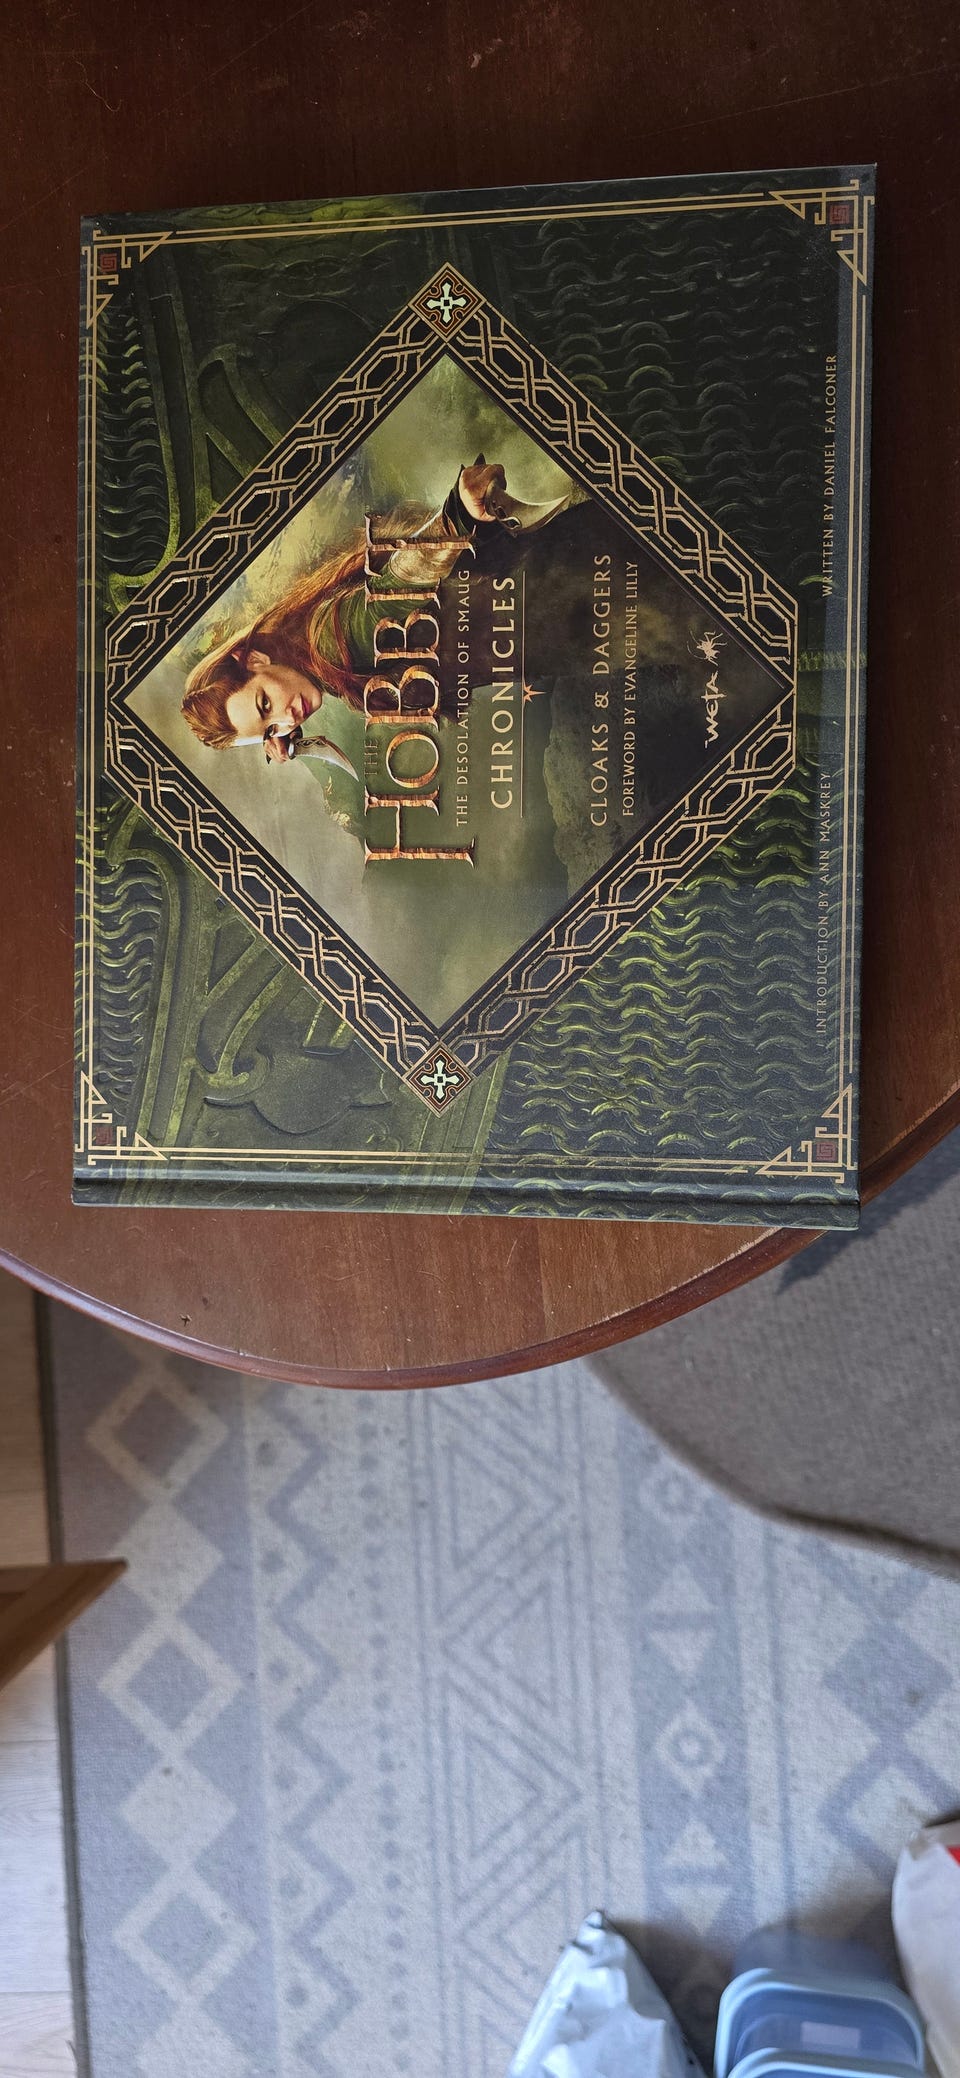 THE
HOBBIT
THE DESOLATION OF SMAUG
CHRONICLES
CLOAKS & DAGGERS
FOREWORD BY EVANGELINE LILLY
WETA
INTRODUCTION BY ANN MASKREY
WRITTEN BY DANIEL FALCONER